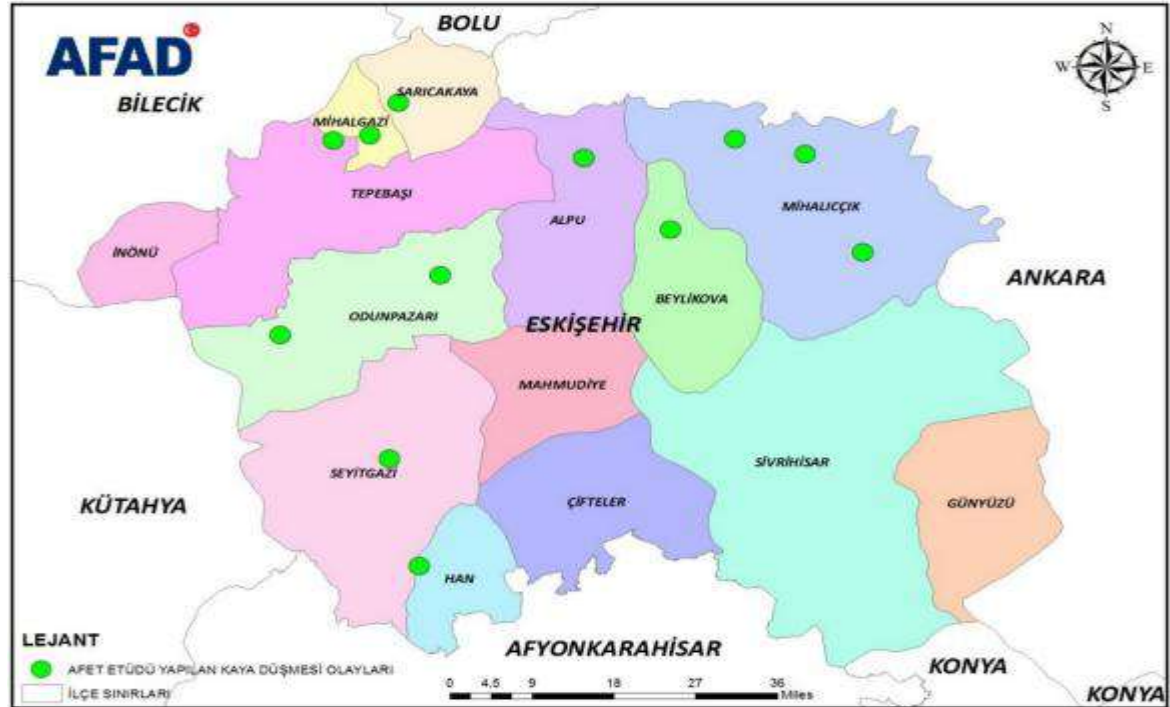 BOLU
AFAD
N
W E
S
BİLECİK
SARICAKAYA
MİHALGAZİ
TEPEBAŞI
ALPU
MİHALIÇÇIK
İNÖNÜ
ANKARA
BEYLİKOVA
ODUNPAZARI
ESKİŞEHİR
MAHMUDİYE
SİVRİHİSAR
SEYİTGAZİ
KÜTAHYA
ÇİFTELER
GÜNYÜZÜ
HAN
LEJANT
AFYONKARAHİSAR
AFET ETÜDÜ YAPILAN KAYA DÜŞMESİ OLAYLARI
KONYA
İLÇE SINIRLARI
0 4,5 9 18 27 36
Miles
KONYA